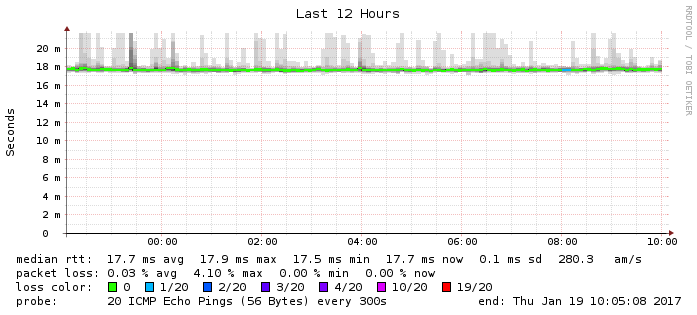 Last 12 Hours
RRDTOOL / TOBI OETIKER
Seconds
20 m
18 m
16 m
14 m
12 m
10 m
8 m
6 m
4 m
2 m
0
00:00 02:00 04:00 06:00 08:00 10:00
median rtt: 17.7 ms avg 17.9 ms max 17.5 ms min 17.7 ms now 0.1 ms sd 280.3 am/s
packet loss: 0.03 % avg 4.10 % max 0.00 % min 0.00 % now
loss color: 0 1/20 2/20 3/20 4/20 10/20 19/20
probe: 20 ICMP Echo Pings (56 Bytes) every 300s end: Thu Jan 19 10:05:08 2017